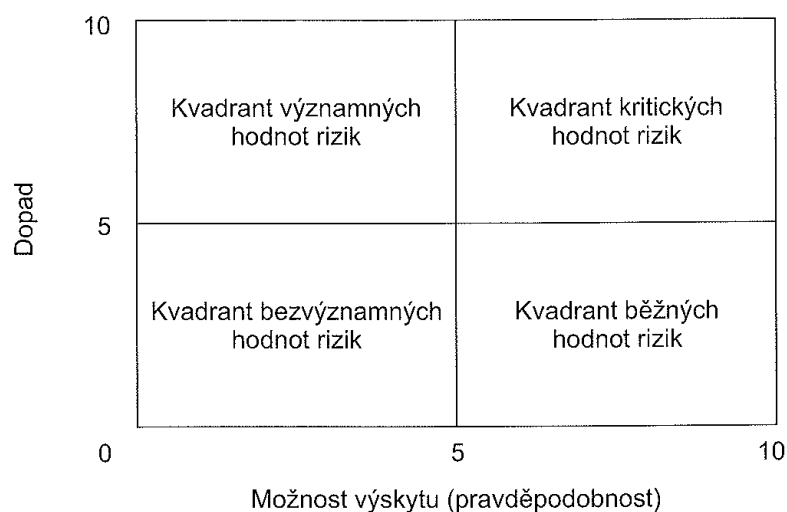 10
Kvadrant významných
hodnot rizik
Kvadrant kritických
hodnot rizik
Dopad
5
Kvadrant bezvýznamných
hodnot rizik
Kvadrant běžných
hodnot rizik
0
5
10
Možnost výskytu (pravděpodobnost)